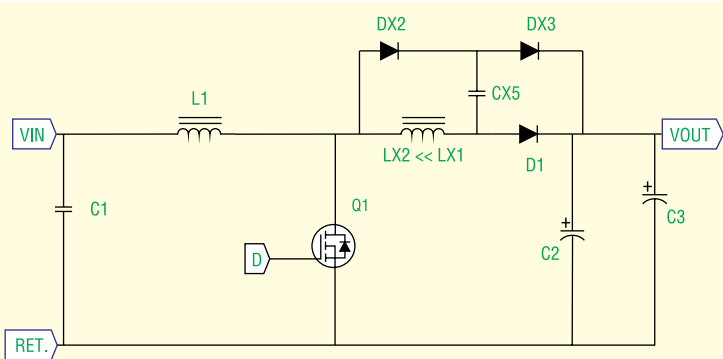 DX2
DX3
L1
CX5
VIN
LX2 << LX1
D1
VOUT
C1
Q1
C3
D
C2
RET.